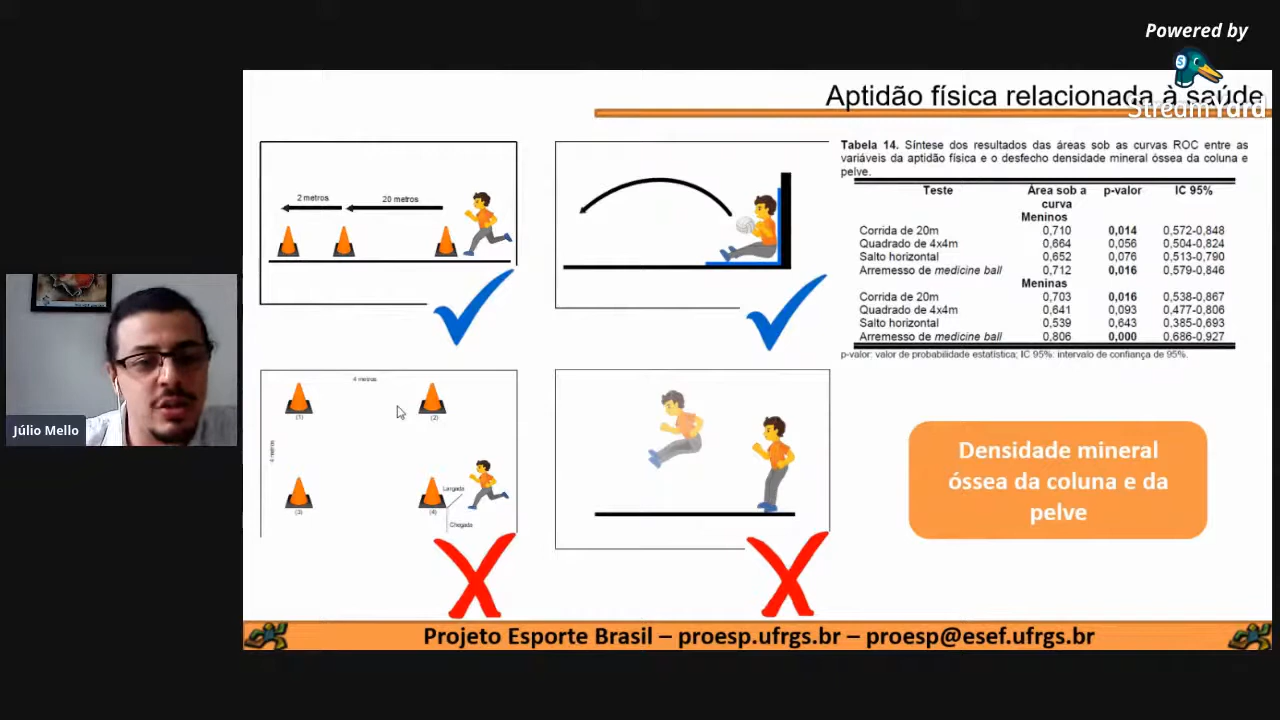 Powered by
StreamYard
Aptidão física relacionada à saúde
2 metros
20 metros
Tabela 14. Síntese dos resultados das áreas sob as curvas ROC entre as
variáveis da aptidão física e o desfecho densidade mineral óssea da coluna e
pelve.
Teste Área sob a curva p-valor IC 95%
Meninos
Corrida de 20m 0,710 0,014 0,572-0,848
Quadrado de 4x4m 0,664 0,056 0,504-0,824
Salto horizontal 0,652 0,076 0,513-0,790
Arremesso de medicine ball 0,712 0,016 0,579-0,846
Meninas
Corrida de 20m 0,703 0,016 0,538-0,867
Quadrado de 4x4m 0,641 0,093 0,477-0,806
Salto horizontal 0,539 0,643 0,385-0,693
Arremesso de medicine ball 0,806 0,000 0,686-0,927
p-valor: valor de probabilidade estatística; IC 95%: intervalo de confiança de 95%.
4 metros
(1)
(2)
4 metros
(3)
(4)
Largada
Chegada
Júlio Mello
Densidade mineral
óssea da coluna e da
pelve
Projeto Esporte Brasil – proesp.ufrgs.br – proesp@esef.ufrgs.br